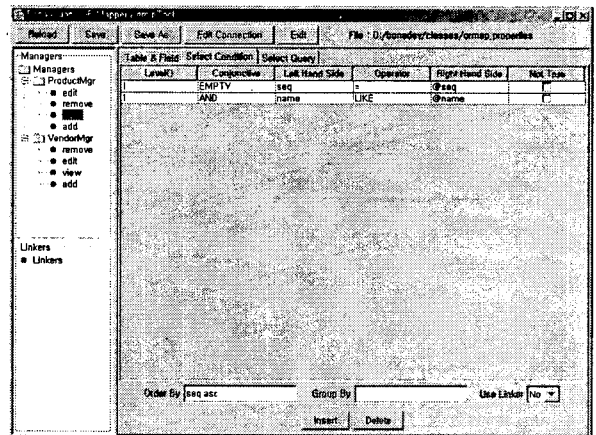 Reload Save Save As Edit Connection Exit File : D:/bonadev/classes/ormap.properties
Managers
Managers
ProductMgr
edit
remove
add
VendorMgr
remove
edit
view
add
Linkers
Linkers
Table & Field Select Condition Select Query
Level() Conjunctive Left Hand Side Operator Right Hand Side Not True
1 EMPTY seq = @seq
1 AND name LIKE @name
Order By seq asc Group By Use Linker No
Insert Delete